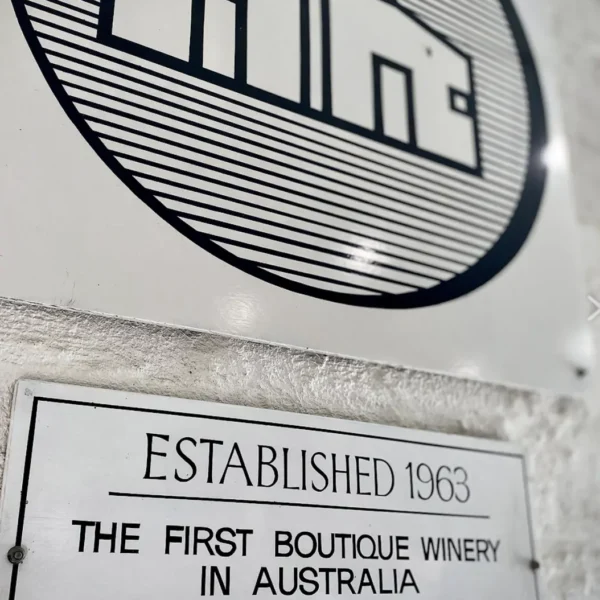 ESTABLISHED 1963
THE FIRST BOUTIQUE WINERY
IN AUSTRALIA